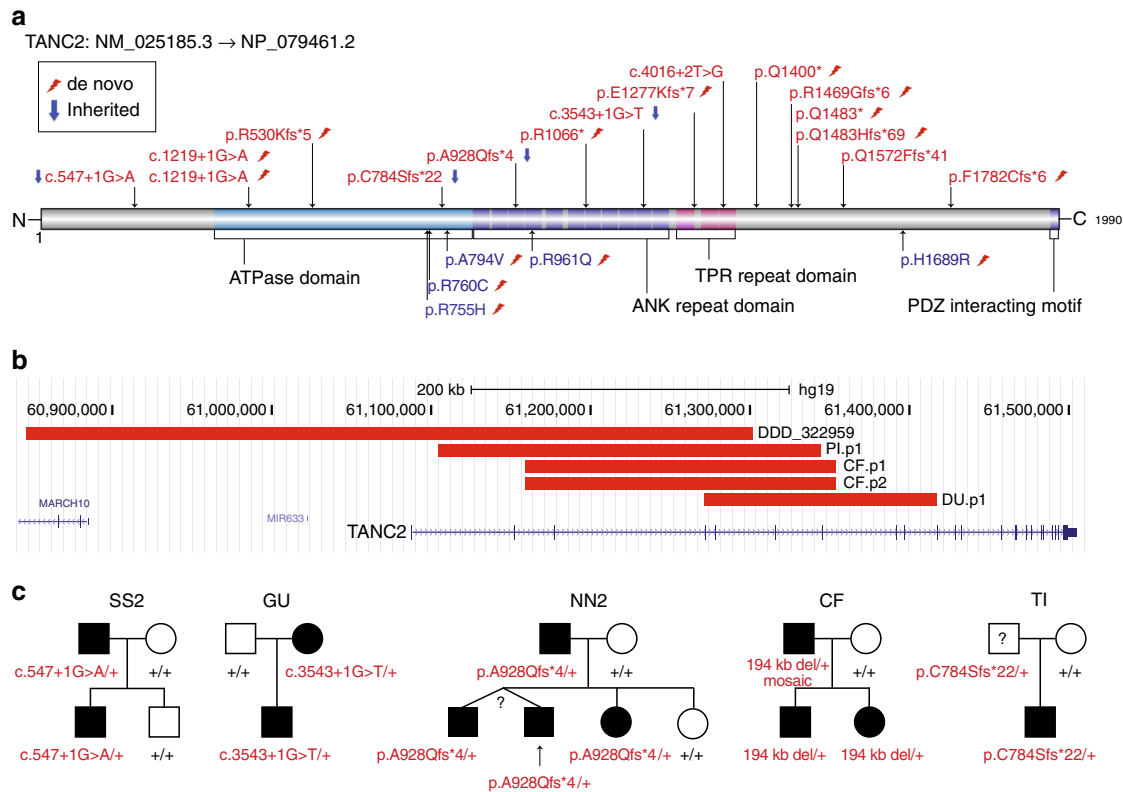 a
TANC2: NM_025185.3 → NP_079461.2
de novo
Inherited
c.4016+2T>G
p.Q1400*
p.E1277Kfs*7
p.R1469Gfs*6
c.3543+1G>T
p.Q1483*
p.R530Kfs*5
p.R1066*
p.Q1483Hfs*69
c.1219+1G>A
p.A928Qfs*4
p.Q1572Ffs*41
c.547+1G>A
c.1219+1G>A
p.C784Sfs*22
p.F1782Cfs*6
N
C
1990
1
p.A794V
p.R961Q
p.H1689R
ATPase domain
TPR repeat domain
p.R760C
p.R755H
ANK repeat domain
PDZ interacting motif
b
200 kb
hg19
60,900,000
61,000,000
61,100,000
61,200,000
61,300,000
61,400,000
61,500,000
DDD_322959
PI.p1
CF.p1
CF.p2
DU.p1
MARCH10
MIR633
TANC2
c
SS2
GU
NN2
CF
TI
?
c.547+1G>A/+
+/+
+/+
c.3543+1G>T/+
p.A928Qfs*4/+
+/+
194 kb del/+
mosaic
+/+
p.C784Sfs*22/+
+/+
?
c.547+1G>A/+
+/+
c.3543+1G>T/+
p.A928Qfs*4/+
p.A928Qfs*4/+
+/+
194 kb del/+
194 kb del/+
p.C784Sfs*22/+
p.A928Qfs*4/+